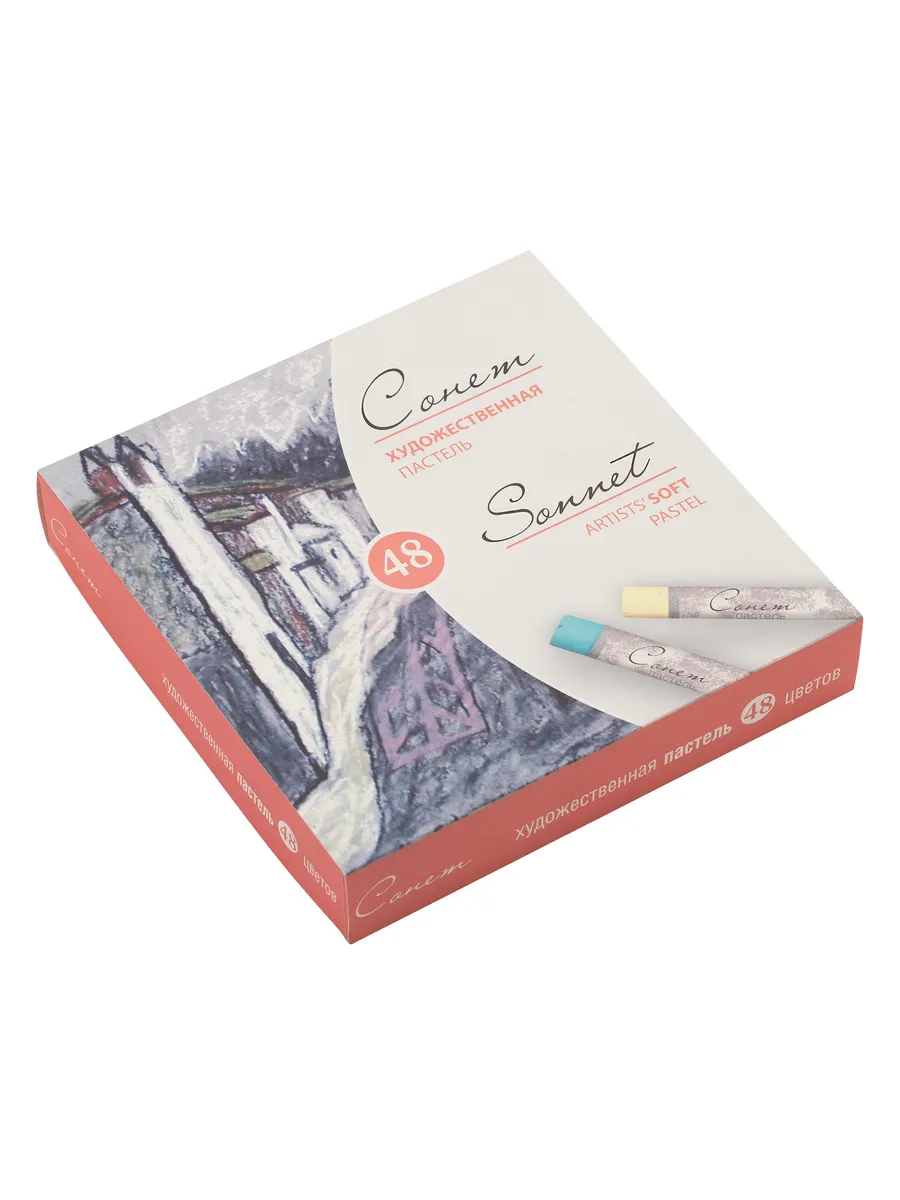 Сонет
ХУДОЖЕСТВЕННАЯ
ПАСТЕЛЬ
Sonnet
ARTISTS' SOFT
PASTEL
48
Сонет
ПАСТЕЛЬ
Сонет
ПАСТЕЛЬ
Сонет
художественная пастель 48 цветов
Сонет
художественная пастель 48 цветов